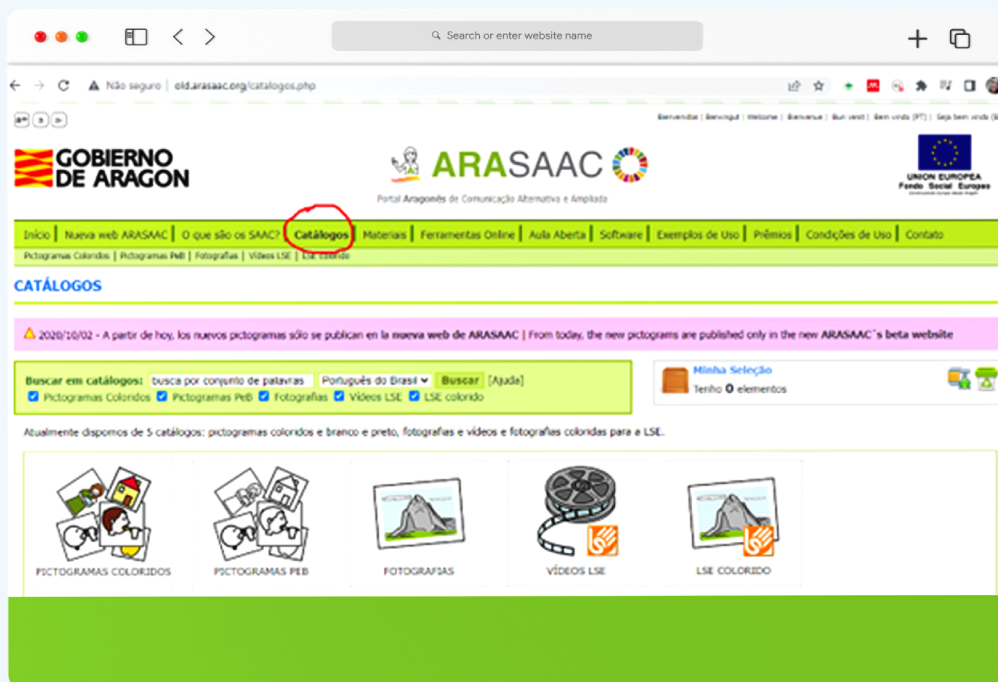 Search or enter website name
Não seguro | old.arasaac.org/catalogos.php
Benvenidas | Benvingut | Welcome | Bienvenue | Bun venit | Bem vindo (PT) | Seja bem vindo
GOBIERNO
DE ARAGON
ARASAAC
Portal Aragonês de Comunicação Alternativa e Ampliada
UNION EUROPEA
Fondo Social Europeo
Início | Nueva web ARASAAC | O que são os SAAC? | Catálogos | Materiais | Ferramentas Online | Aula Aberta | Software | Exemplos de Uso | Prêmios | Condições de Uso | Contato
Pictogramas Coloridos | Pictogramas PeB | Fotografias | Vídeos LSE | LSE colorido
CATÁLOGOS
2020/10/02 - A partir de hoy, los nuevos pictogramas sólo se publican en la nueva web de ARASAAC | From today, the new pictograms are published only in the new ARASAAC`s beta website
Buscar em catálogos: busca por conjunto de palavras Português do Brasil Buscar [Ajuda]
Pictogramas Coloridos Pictogramas PeB Fotografias Vídeos LSE LSE colorido
Minha Seleção
Tenho 0 elementos
Atualmente dispomos de 5 catálogos: pictogramas coloridos e branco e preto, fotografias e vídeos e fotografias coloridas para a LSE.
PICTOGRAMAS COLORIDOS
PICTOGRAMAS PEB
FOTOGRAFIAS
VÍDEOS LSE
LSE COLORIDO